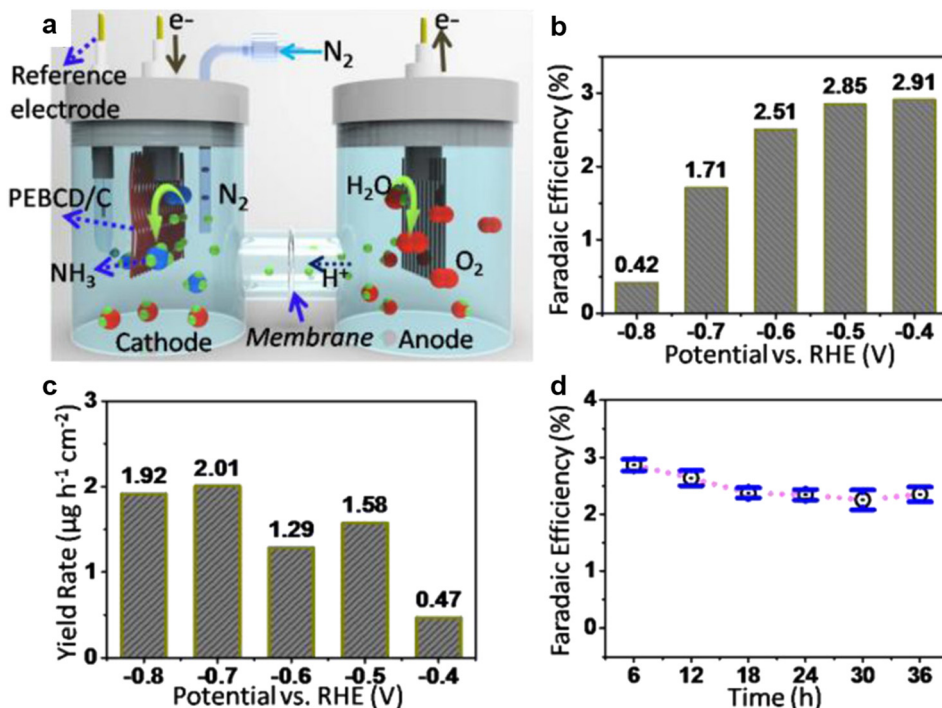 a
e-
e-
N2
Reference
electrode
PEBCD/C
N2
H2O
NH3
H+
O2
Cathode
Membrane
Anode
b
Faradaic Efficiency (%)
3
2
1
0
0.42
1.71
2.51
2.85
2.91
-0.8 -0.7 -0.6 -0.5 -0.4
Potential vs. RHE (V)
c
Yield Rate (µg h-1 cm-2)
3
2
1
0
1.92
2.01
1.29
1.58
0.47
-0.8 -0.7 -0.6 -0.5 -0.4
Potential vs. RHE (V)
d
Faradaic Efficiency (%)
4
3
2
1
0
6 12 18 24 30 36
Time (h)